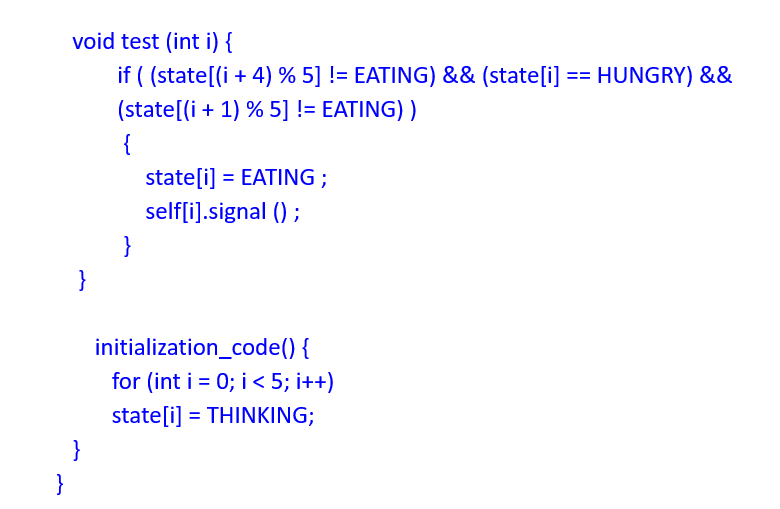 void test (int i) {
if ( (state[(i + 4) % 5] != EATING) && (state[i] == HUNGRY) &&
(state[(i + 1) % 5] != EATING) )
{
state[i] = EATING ;
self[i].signal () ;
}
}
initialization_code() {
for (int i = 0; i < 5; i++)
state[i] = THINKING;
}
}